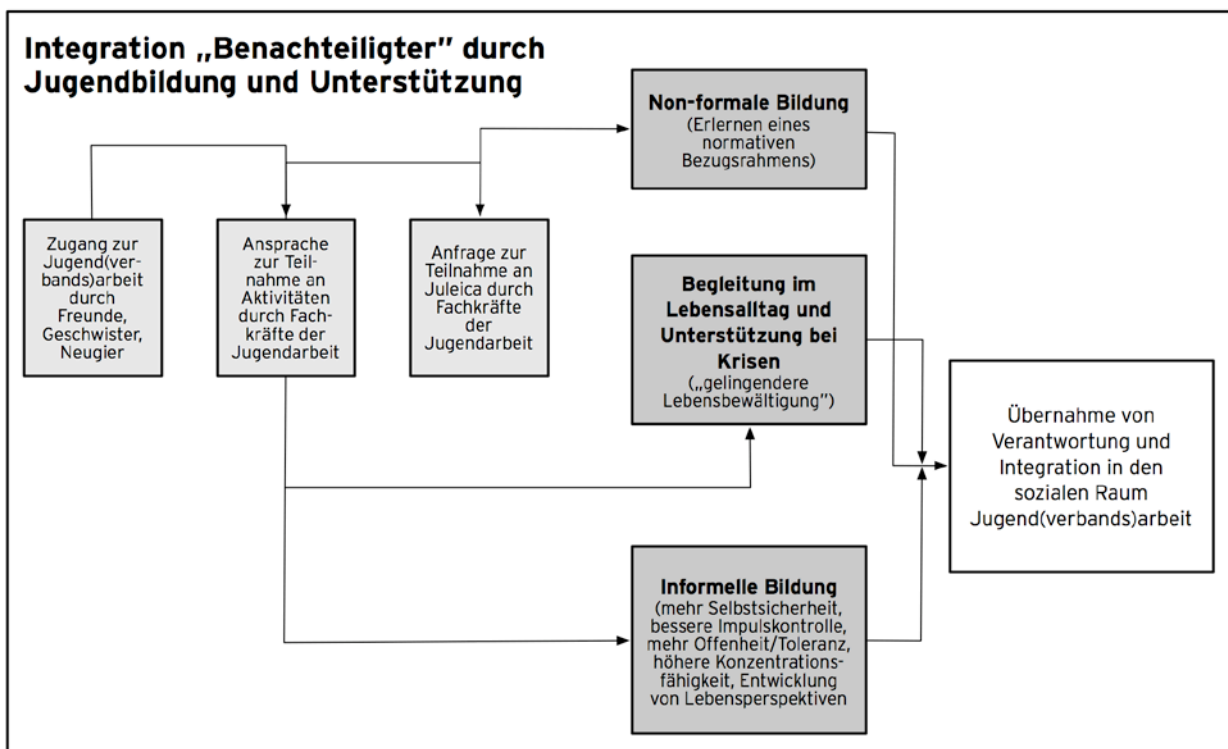 Integration „Benachteiligter” durch
Jugendbildung und Unterstützung
Zugang zur
Jugend(ver-
bands)arbeit
durch
Freunde,
Geschwister,
Neugier
Ansprache
zur Teil-
nahme an
Aktivitäten
durch Fach-
kräfte der
Jugendarbeit
Anfrage zur
Teilnahme an
Juleica durch
Fachkräfte
der
Jugendarbeit
Non-formale Bildung
(Erlernen eines
normativen
Bezugsrahmens)
Begleitung im
Lebensalltag und
Unterstützung bei
Krisen
(„gelingendere
Lebensbewältigung”)
Informelle Bildung
(mehr Selbstsicherheit,
bessere Impulskontrolle,
mehr Offenheit/Toleranz,
höhere Konzentrations-
fähigkeit, Entwicklung
von Lebensperspektiven
Übernahme von
Verantwortung und
Integration in den
sozialen Raum
Jugend(verbands)arbeit